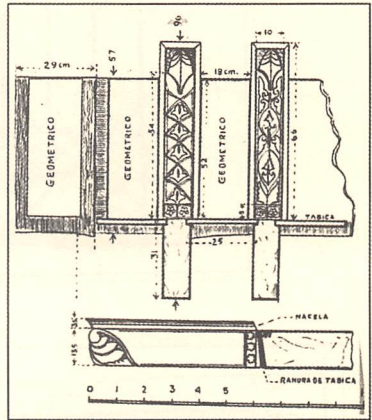 90
10
29 cm
57
18 cm.
GEOMETRICO
GEOMETRICO
54
52
GEOMETRICO
66
TABICA
31
25
NACELA
135
RANURA DE TABICA
0 1 2 3 4 5